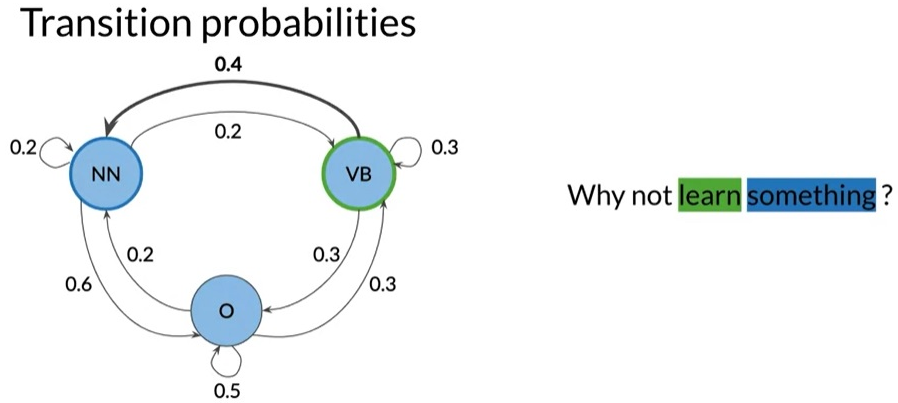 Transition probabilities
0.4
0.2
0.2
0.3
NN
VB
Why not learn something ?
0.2
0.3
0.6
0.3
O
0.5